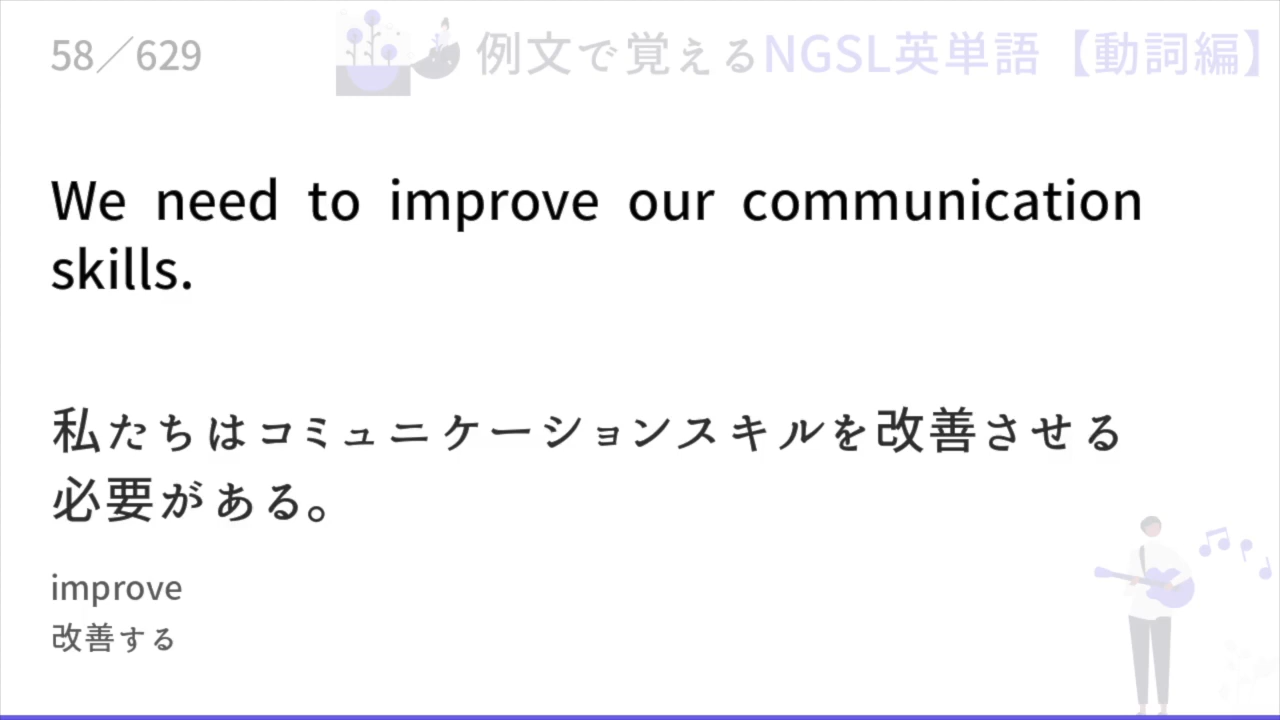 58／629
例文で覚えるNGSL英単語【動詞編】
We need to improve our communication
skills.
私たちはコミュニケーションスキルを改善させる
必要がある。
improve
改善する